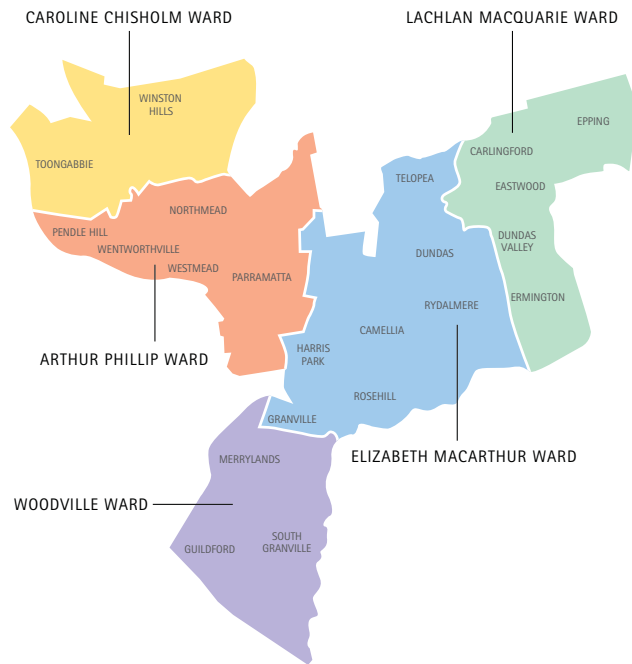 CAROLINE CHISHOLM WARD
LACHLAN MACQUARIE WARD
WINSTON
HILLS
EPPING
TOONGABBIE
CARLINGFORD
TELOPEA
EASTWOOD
NORTHMEAD
PENDLE HILL
WENTWORTHVILLE
DUNDAS
VALLEY
DUNDAS
WESTMEAD
PARRAMATTA
ERMINGTON
RYDALMERE
CAMELLIA
HARRIS
PARK
ARTHUR PHILLIP WARD
ROSEHILL
GRANVILLE
ELIZABETH MACARTHUR WARD
MERRYLANDS
WOODVILLE WARD
SOUTH
GRANVILLE
GUILDFORD